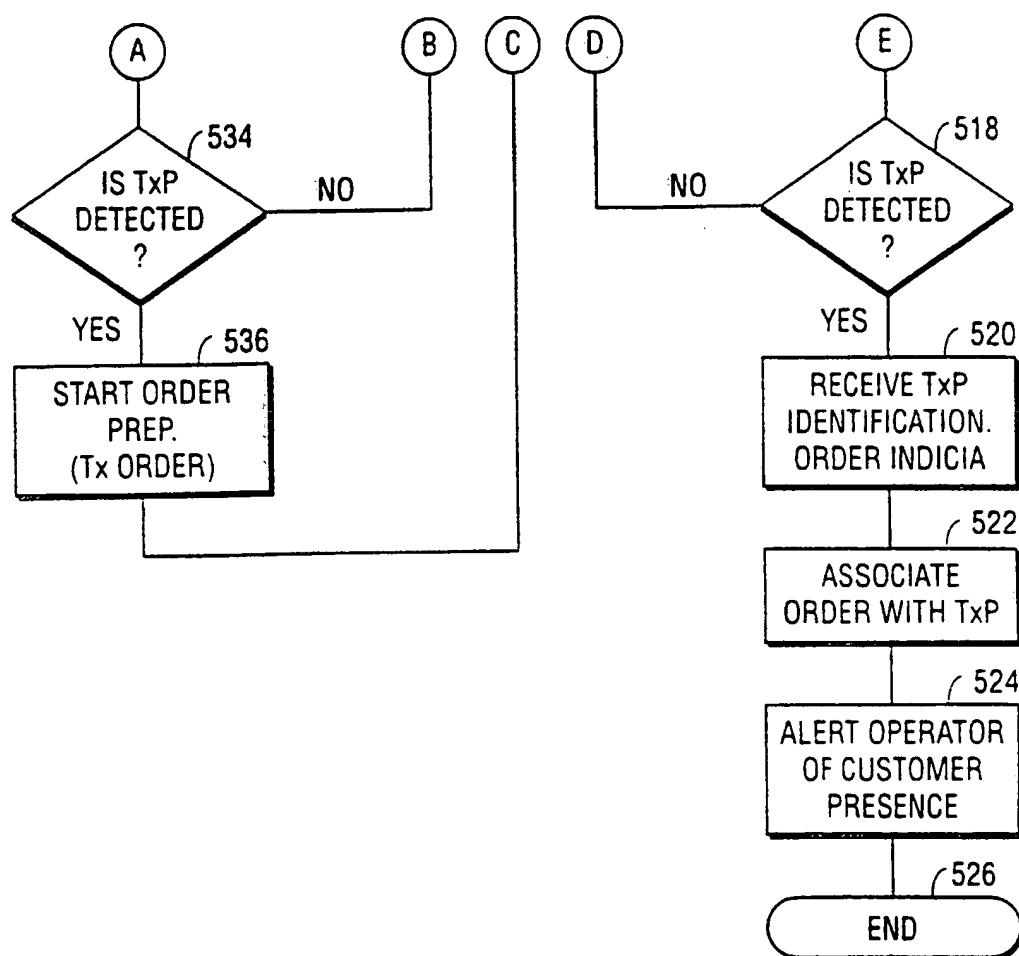 A
B
C
D
E
534
IS TxP
DETECTED
?
NO
YES
536
START ORDER
PREP.
(Tx ORDER)
518
IS TxP
DETECTED
?
NO
YES
520
RECEIVE TxP
IDENTIFICATION.
ORDER INDICIA
522
ASSOCIATE
ORDER WITH TxP
524
ALERT OPERATOR
OF CUSTOMER
PRESENCE
526
END